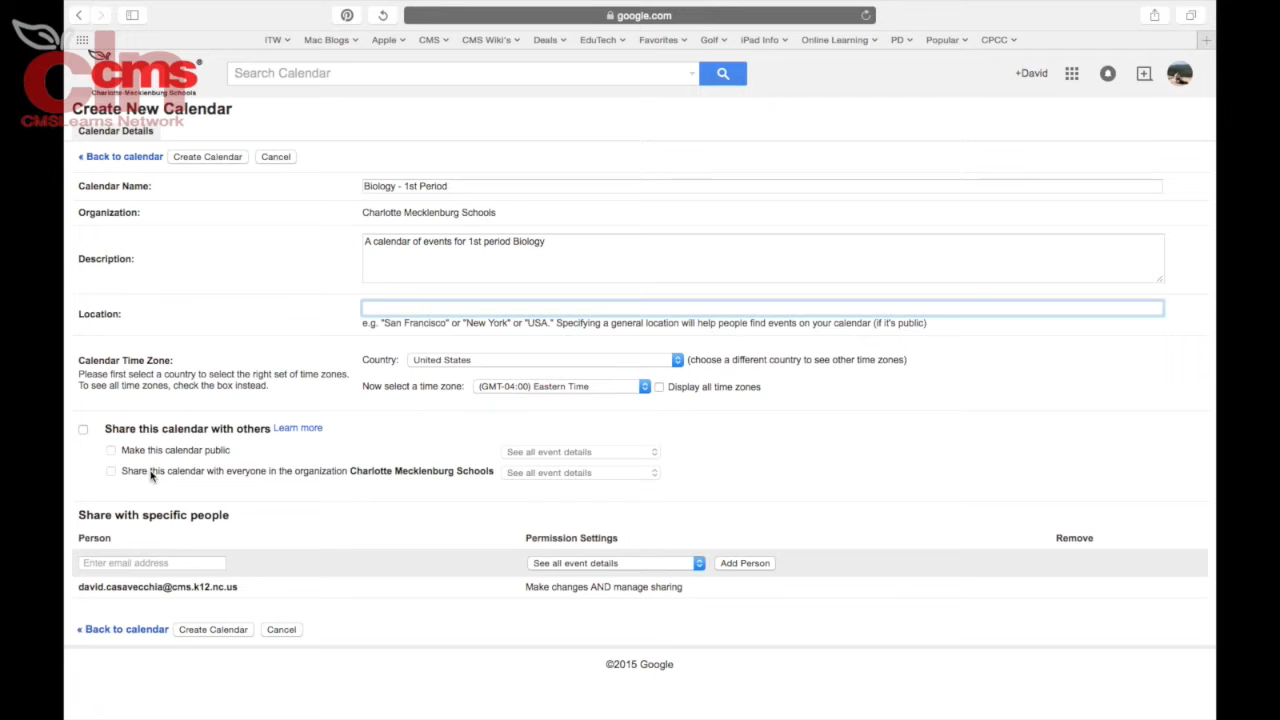 google.com
ITW Mac Blogs Apple CMS CMS Wiki's Deals EduTech Favorites Golf iPad Info Online Learning PD Popular CPCC
cln
CMSLearns Network
cms
Charlotte-Mecklenburg Schools
Search Calendar
+David
Create New Calendar
Calendar Details
« Back to calendar Create Calendar Cancel
Calendar Name: Biology - 1st Period
Organization: Charlotte Mecklenburg Schools
Description: A calendar of events for 1st period Biology
Location:
e.g. "San Francisco" or "New York" or "USA." Specifying a general location will help people find events on your calendar (if it's public)
Calendar Time Zone:
Please first select a country to select the right set of time zones.
To see all time zones, check the box instead.
Country: United States (choose a different country to see other time zones)
Now select a time zone: (GMT-04:00) Eastern Time Display all time zones
Share this calendar with others Learn more
Make this calendar public See all event details
Share this calendar with everyone in the organization Charlotte Mecklenburg Schools See all event details
Share with specific people
Person Permission Settings Remove
Enter email address See all event details Add Person
david.casavecchia@cms.k12.nc.us Make changes AND manage sharing
« Back to calendar Create Calendar Cancel
©2015 Google